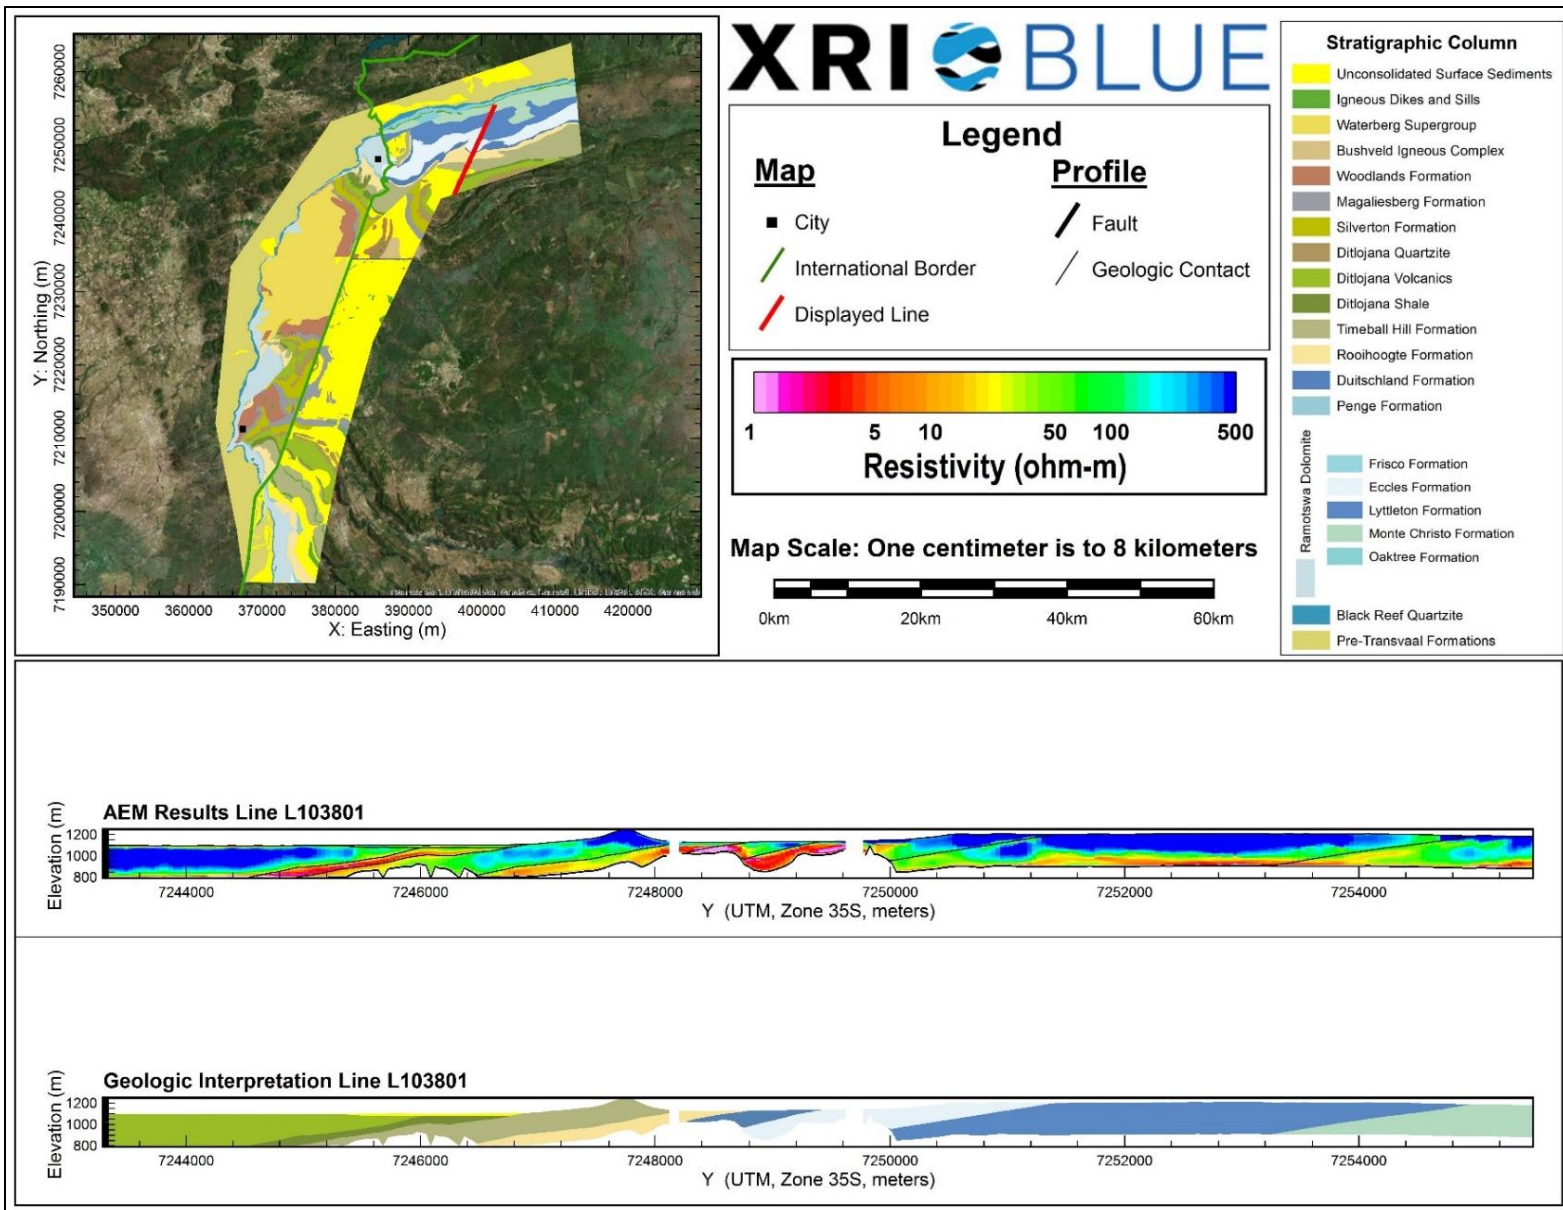 XRI BLUE
7260000
7250000
7240000
7230000
7220000
7210000
7200000
7190000
Y: Northing (m)
350000 360000 370000 380000 390000 400000 410000 420000
X: Easting (m)
Legend
Map
City
International Border
Displayed Line
Profile
Fault
Geologic Contact
1 5 10 50 100 500
Resistivity (ohm-m)
Map Scale: One centimeter is to 8 kilometers
0km 20km 40km 60km
Stratigraphic Column
Unconsolidated Surface Sediments
Igneous Dikes and Sills
Waterberg Supergroup
Bushveld Igneous Complex
Woodlands Formation
Magaliesberg Formation
Silverton Formation
Ditlojana Quartzite
Ditlojana Volcanics
Ditlojana Shale
Timeball Hill Formation
Rooihoogte Formation
Duitschland Formation
Penge Formation
Ramotswa Dolomite
Frisco Formation
Eccles Formation
Lyttleton Formation
Monte Christo Formation
Oaktree Formation
Black Reef Quartzite
Pre-Transvaal Formations
AEM Results Line L103801
Elevation (m)
1200
1000
800
7244000 7246000 7248000 7250000 7252000 7254000
Y (UTM, Zone 35S, meters)
Geologic Interpretation Line L103801
Elevation (m)
1200
1000
800
7244000 7246000 7248000 7250000 7252000 7254000
Y (UTM, Zone 35S, meters)